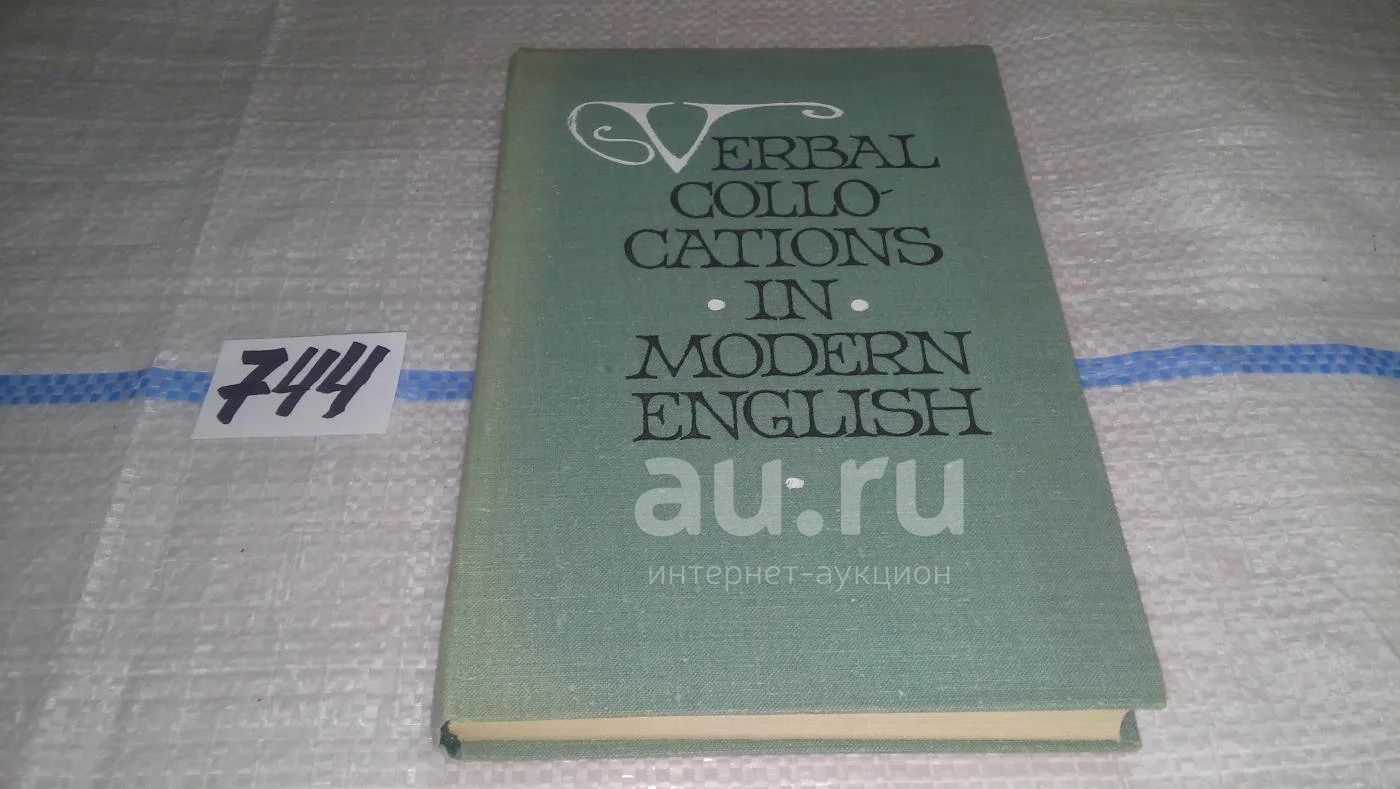 VERBAL
COLLO-
CATIONS
• IN •
MODERN
ENGLISH
744
au.ru
интернет-аукцион